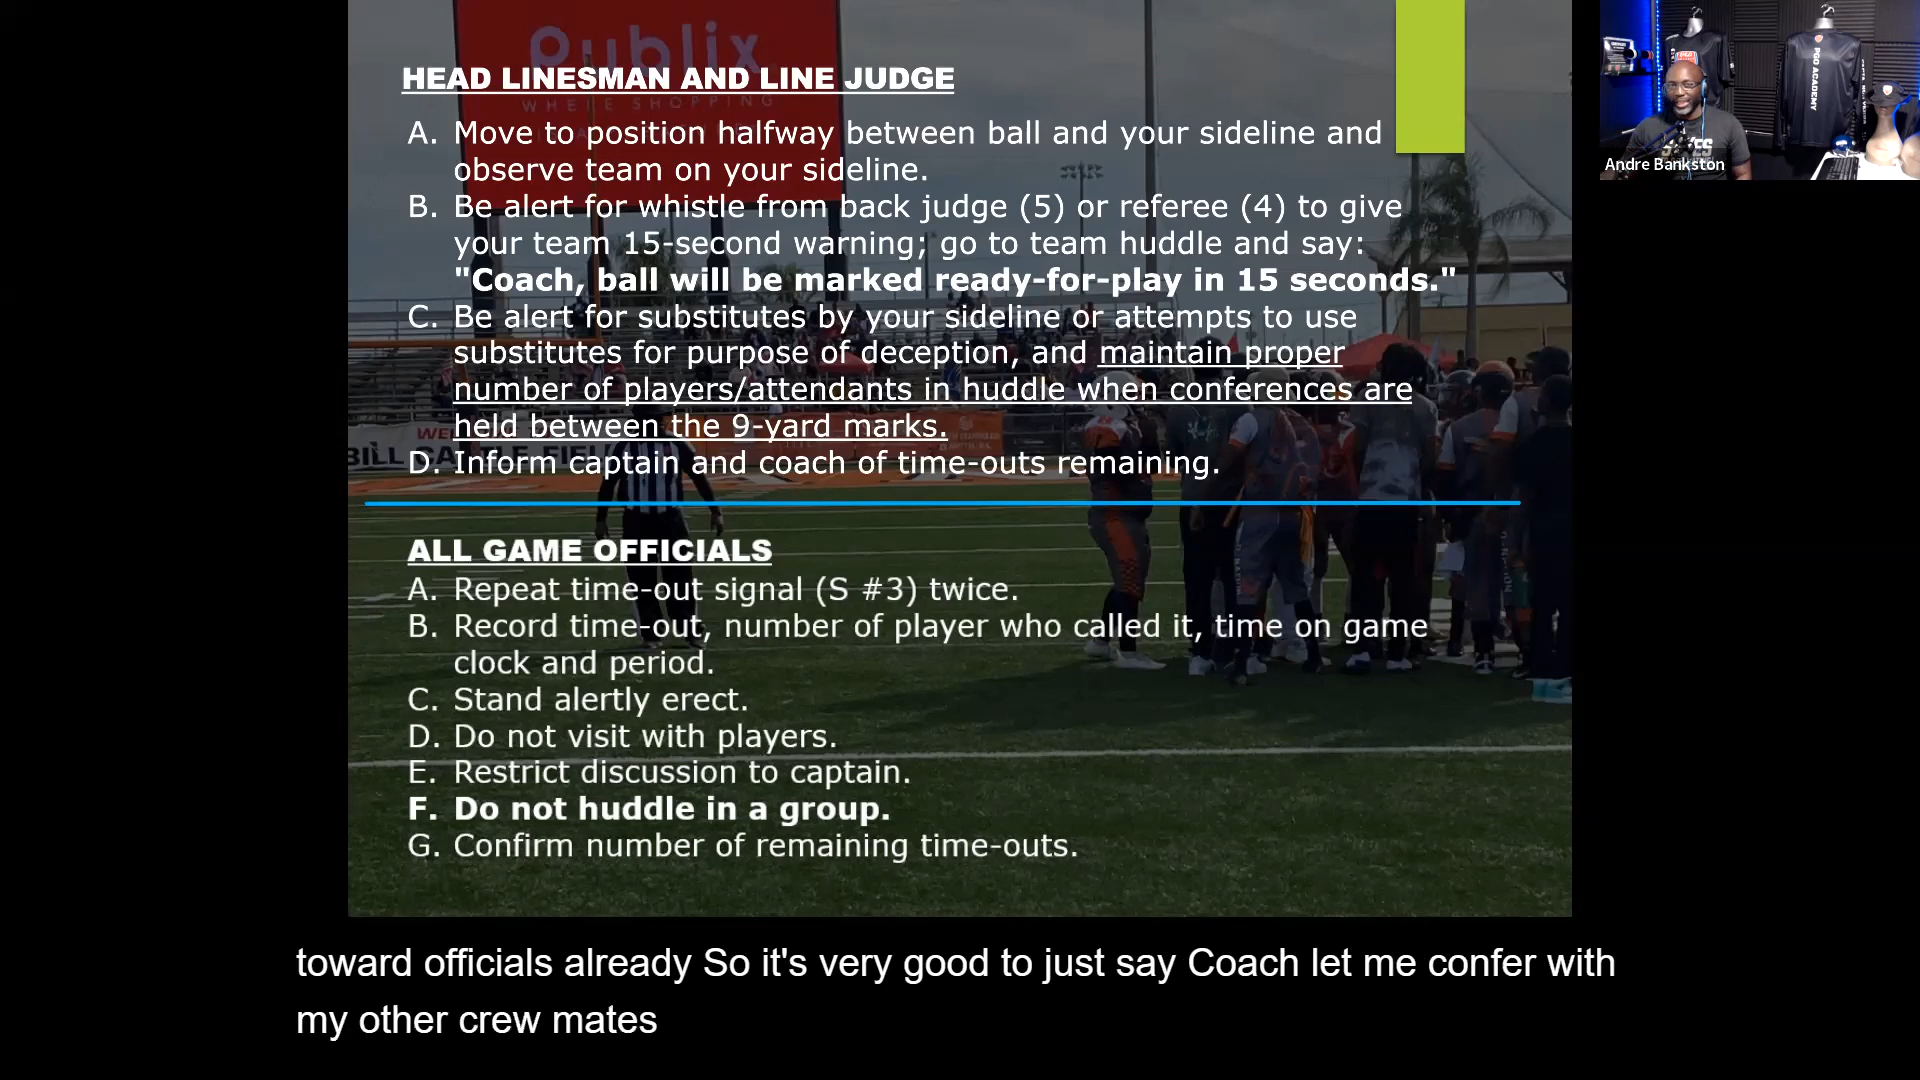 Publix
WHERE SHOPPING
HEAD LINESMAN AND LINE JUDGE
A. Move to position halfway between ball and your sideline and
observe team on your sideline.
B. Be alert for whistle from back judge (5) or referee (4) to give
your team 15-second warning; go to team huddle and say:
"Coach, ball will be marked ready-for-play in 15 seconds."
C. Be alert for substitutes by your sideline or attempts to use
substitutes for purpose of deception, and maintain proper
number of players/attendants in huddle when conferences are
held between the 9-yard marks.
D. Inform captain and coach of time-outs remaining.
ALL GAME OFFICIALS
A. Repeat time-out signal (S #3) twice.
B. Record time-out, number of player who called it, time on game
clock and period.
C. Stand alertly erect.
D. Do not visit with players.
E. Restrict discussion to captain.
F. Do not huddle in a group.
G. Confirm number of remaining time-outs.
PGO ACADEMY
Andre Bankston
toward officials already So it's very good to just say Coach let me confer with
my other crew mates